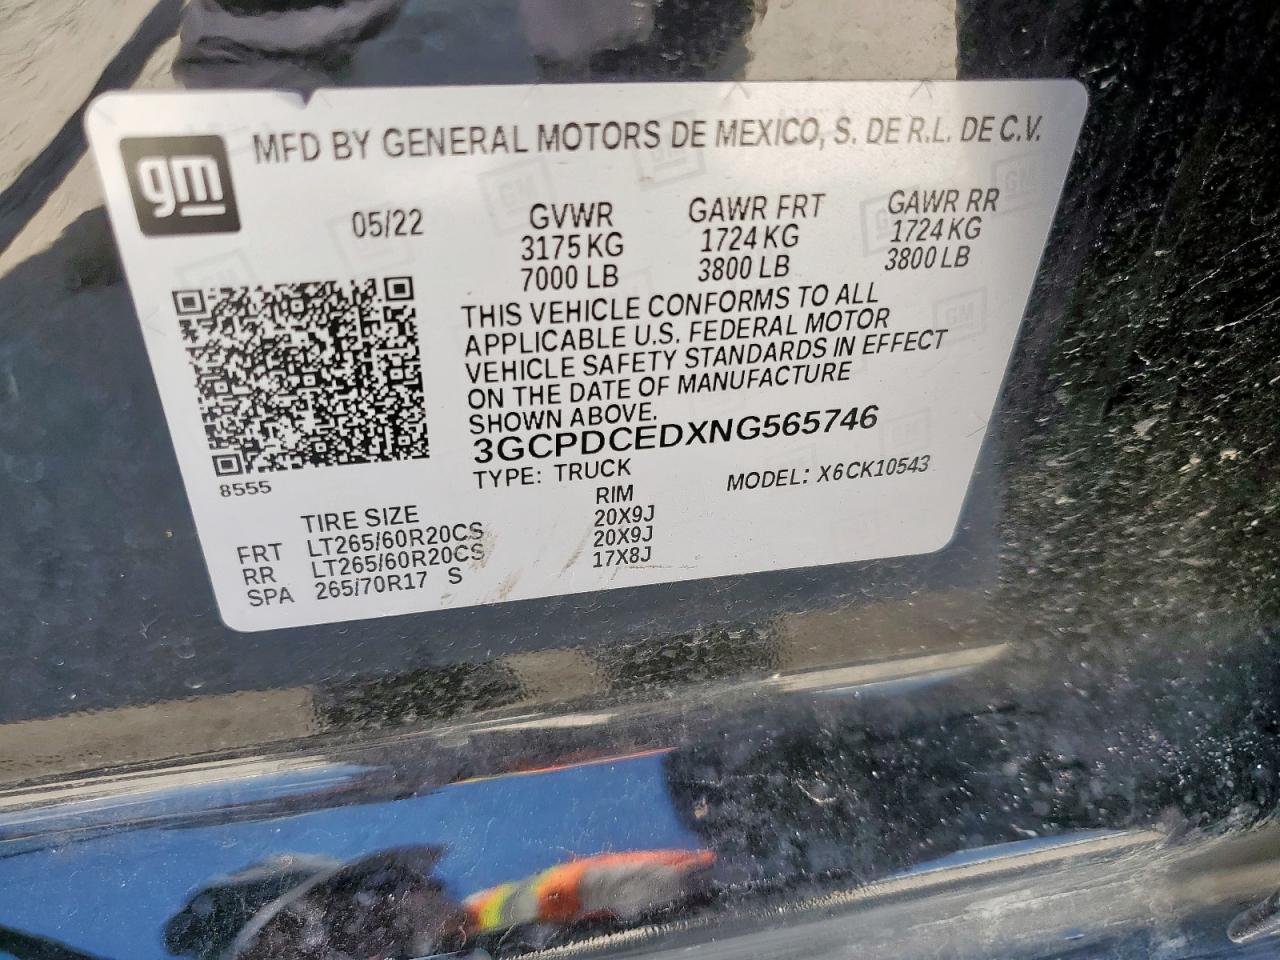 gm
MFD BY GENERAL MOTORS DE MEXICO, S. DE R.L. DE C.V.
05/22 GVWR GAWR FRT GAWR RR
3175 KG 1724 KG 1724 KG
7000 LB 3800 LB 3800 LB
THIS VEHICLE CONFORMS TO ALL
APPLICABLE U.S. FEDERAL MOTOR
VEHICLE SAFETY STANDARDS IN EFFECT
ON THE DATE OF MANUFACTURE
SHOWN ABOVE.
3GCPDCEDXNG565746
8555 TYPE: TRUCK MODEL: X6CK10543
TIRE SIZE RIM
FRT LT265/60R20CS 20X9J
RR LT265/60R20CS 20X9J
SPA 265/70R17 S 17X8J